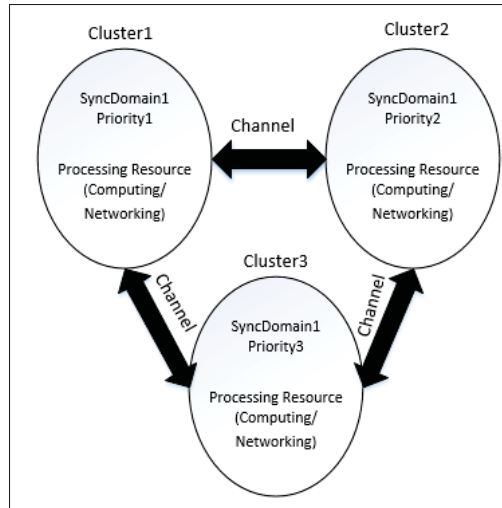 Cluster1
SyncDomain1
Priority1
Processing Resource
(Computing/
Networking)
Channel
Cluster2
SyncDomain1
Priority2
Processing Resource
(Computing/
Networking)
Channel
Channel
Cluster3
SyncDomain1
Priority3
Processing Resource
(Computing/
Networking)